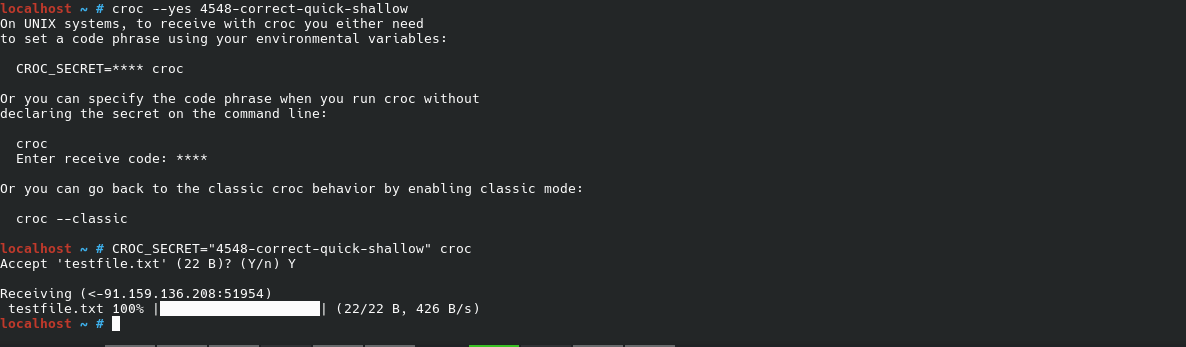 localhost ~ # croc --yes 4548-correct-quick-shallow
On UNIX systems, to receive with croc you either need
to set a code phrase using your environmental variables:
CROC_SECRET=**** croc
Or you can specify the code phrase when you run croc without
declaring the secret on the command line:
croc
Enter receive code: ****
Or you can go back to the classic croc behavior by enabling classic mode:
croc --classic
localhost ~ # CROC_SECRET="4548-correct-quick-shallow" croc
Accept 'testfile.txt' (22 B)? (Y/n) Y
Receiving (<-91.159.136.208:51954)
testfile.txt 100% |████████████████████| (22/22 B, 426 B/s)
localhost ~ #